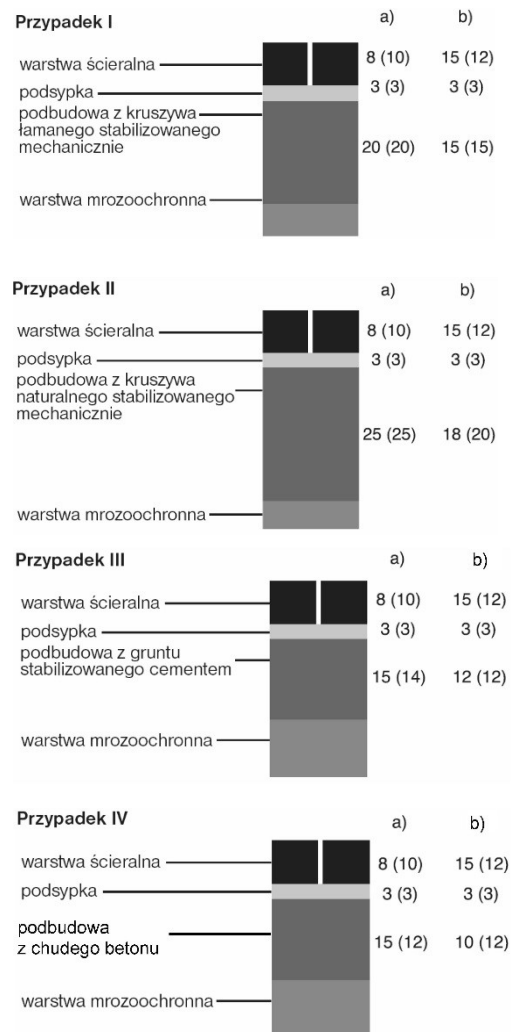 Przypadek I
a) b)
warstwa ścieralna 8 (10) 15 (12)
podsypka 3 (3) 3 (3)
podbudowa z kruszywa
łamanego stabilizowanego
mechanicznie 20 (20) 15 (15)
warstwa mrozoochronna
Przypadek II
a) b)
warstwa ścieralna 8 (10) 15 (12)
podsypka 3 (3) 3 (3)
podbudowa z kruszywa
naturalnego stabilizowanego
mechanicznie
25 (25) 18 (20)
warstwa mrozoochronna
Przypadek III
a) b)
warstwa ścieralna 8 (10) 15 (12)
podsypka 3 (3) 3 (3)
podbudowa z gruntu
stabilizowanego cementem 15 (14) 12 (12)
warstwa mrozoochronna
Przypadek IV
a) b)
warstwa ścieralna 8 (10) 15 (12)
podsypka 3 (3) 3 (3)
podbudowa
z chudego betonu 15 (12) 10 (12)
warstwa mrozoochronna